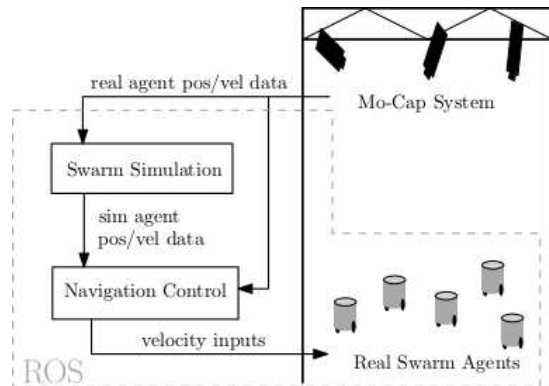 real agent pos/vel data
Mo-Cap System
Swarm Simulation
sim agent
pos/vel data
Navigation Control
velocity inputs
Real Swarm Agents
ROS